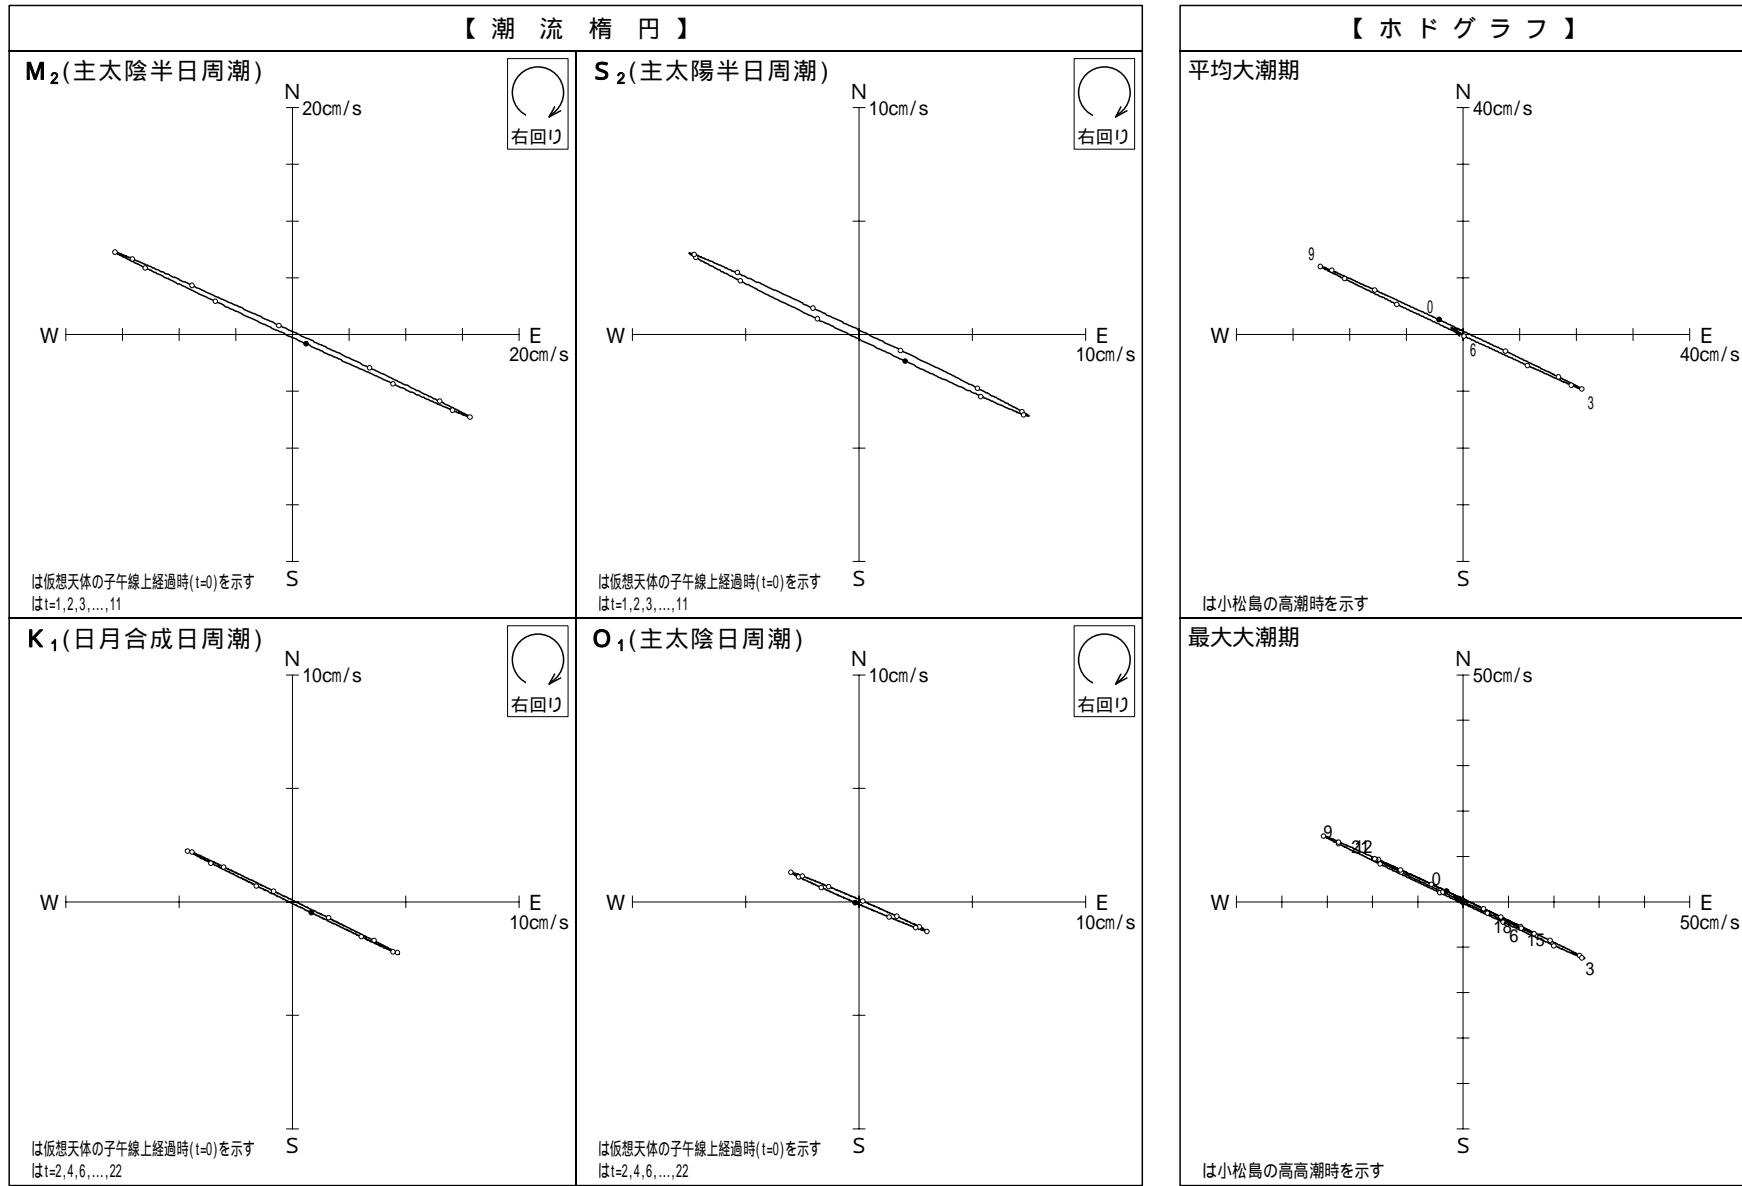 【 潮 流 楕 円 】
【 ホ ド グ ラ フ 】
M₂(主太陰半日周潮)
右回り
N
20cm/s
W
E
20cm/s
S
は仮想天体の子午線上経過時(t=0)を示す
はt=1,2,3,...,11
S₂(主太陽半日周潮)
右回り
N
10cm/s
W
E
10cm/s
S
は仮想天体の子午線上経過時(t=0)を示す
はt=1,2,3,...,11
平均大潮期
N
40cm/s
9
0
W
E
6
40cm/s
3
S
は小松島の高潮時を示す
K₁(日月合成日周潮)
右回り
N
10cm/s
W
E
10cm/s
S
は仮想天体の子午線上経過時(t=0)を示す
はt=2,4,6,...,22
O₁(主太陰日周潮)
右回り
N
10cm/s
W
E
10cm/s
S
は仮想天体の子午線上経過時(t=0)を示す
はt=2,4,6,...,22
最大大潮期
N
50cm/s
9
21
12
0
W
E
50cm/s
18
6
15
3
S
は小松島の高高潮時を示す